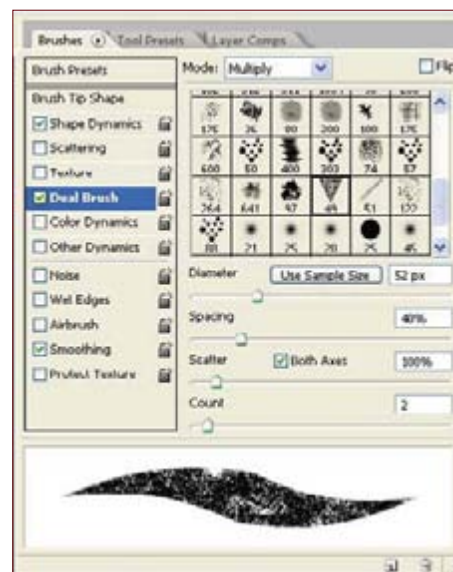 Brushes Tool Presets Layer Comps
Brush Presets
Mode: Multiply Flip
Brush Tip Shape
Shape Dynamics
Scattering
Texture
Dual Brush
Color Dynamics
Other Dynamics
Noise
Wet Edges
Airbrush
Smoothing
Protect Texture
175 36 80 200 100 175
600 50 400 303 74 57
264 641 97 49 51 122
88 21 25 20 25 45
Diameter Use Sample Size 52 px
Spacing 40%
Scatter Both Axes 100%
Count 2